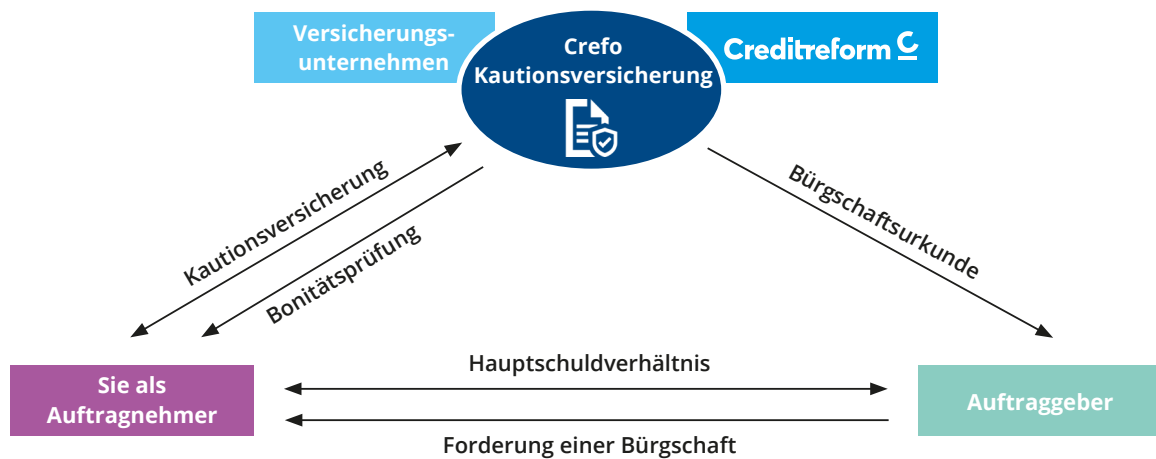 Versicherungs-
unternehmen
Crefo
Kautionsversicherung
Creditreform C
Kautionsversicherung
Bonitätsprüfung
Bürgschaftsurkunde
Sie als
Auftragnehmer
Hauptschuldverhältnis
Forderung einer Bürgschaft
Auftraggeber